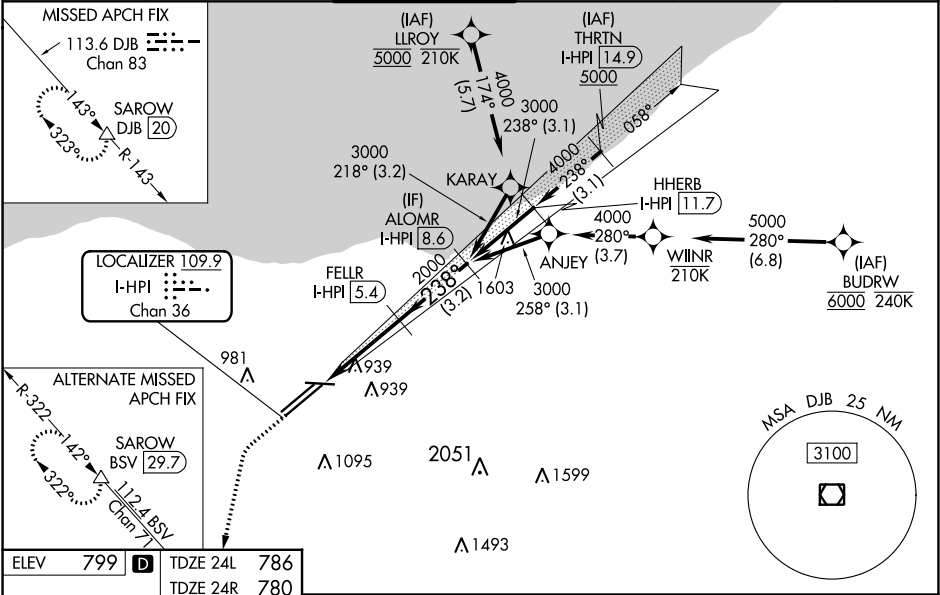 MISSED APCH FIX
113.6 DJB
Chan 83
143°
323°
SAROW
DJB 20
R-143
(IAF)
LLROY
5000 210K
4000
174°
(5.7)
(IAF)
THRTN
I-HPI 14.9
5000
3000
238° (3.1)
058°
4000
238°
(3.1)
3000
218° (3.2)
KARAY
HHERB
I-HPI 11.7
(IF)
ALOMR
I-HPI 8.6
4000
280°
(3.7)
5000
280°
(6.8)
ANJEY
WIINR
210K
(IAF)
BUDRW
6000 240K
LOCALIZER 109.9
I-HPI
Chan 36
FELLR
I-HPI 5.4
2000
238°
(3.2)
1603
3000
258° (3.1)
981
939
939
ALTERNATE MISSED
APCH FIX
R-322
142°
322°
SAROW
BSV 29.7
112.4 BSV
Chan 71
1095
2051
1599
1493
MSA DJB 25 NM
3100
ELEV 799 D TDZE 24L 786
TDZE 24R 780